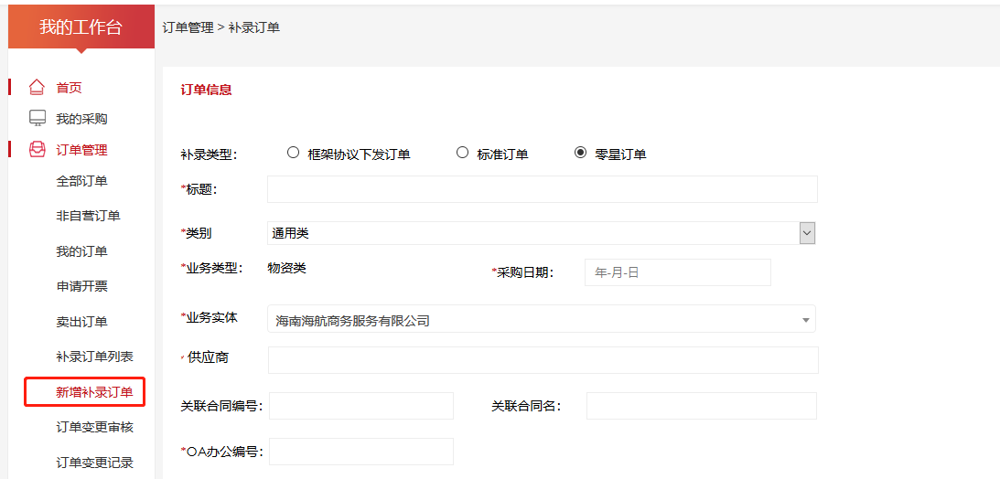 我的工作台
订单管理 > 补录订单
首页
我的采购
订单管理
全部订单
非自营订单
我的订单
申请开票
卖出订单
补录订单列表
新增补录订单
订单变更审核
订单变更记录
订单信息
补录类型: 框架协议下发订单 标准订单 零星订单
*标题:
*类别 通用类
*业务类型: 物资类 *采购日期: 年-月-日
*业务实体 海南海航商务服务有限公司
*供应商
关联合同编号: 关联合同名:
*OA办公编号: